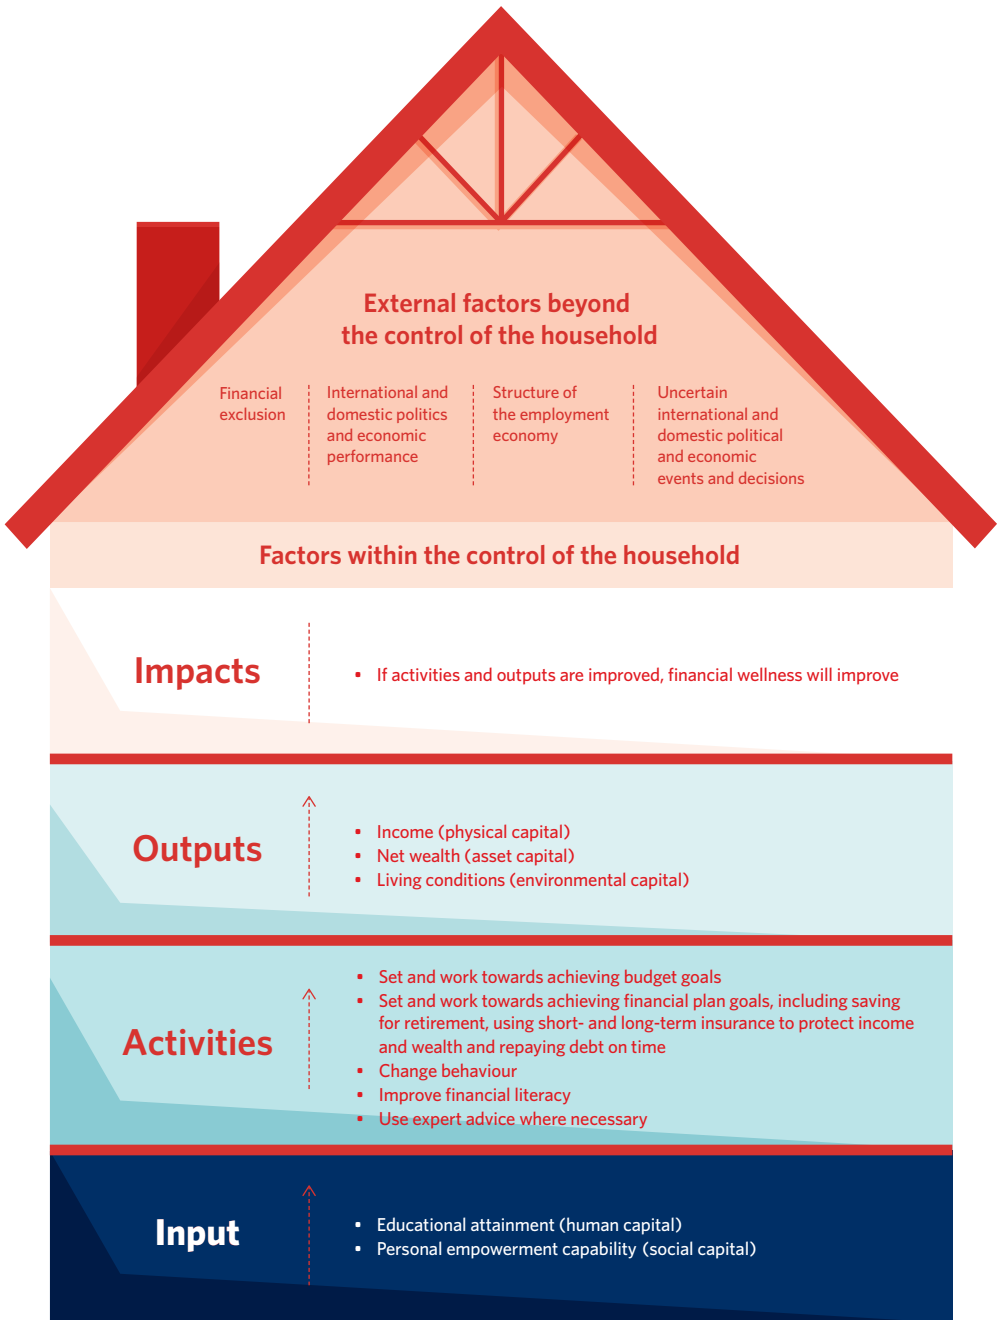 External factors beyond
the control of the household
Financial
exclusion
International and
domestic politics
and economic
performance
Structure of
the employment
economy
Uncertain
international and
domestic political
and economic
events and decisions
Factors within the control of the household
Impacts
▪ If activities and outputs are improved, financial wellness will improve
Outputs
▪ Income (physical capital)
▪ Net wealth (asset capital)
▪ Living conditions (environmental capital)
Activities
▪ Set and work towards achieving budget goals
▪ Set and work towards achieving financial plan goals, including saving
for retirement, using short- and long-term insurance to protect income
and wealth and repaying debt on time
▪ Change behaviour
▪ Improve financial literacy
▪ Use expert advice where necessary
Input
▪ Educational attainment (human capital)
▪ Personal empowerment capability (social capital)